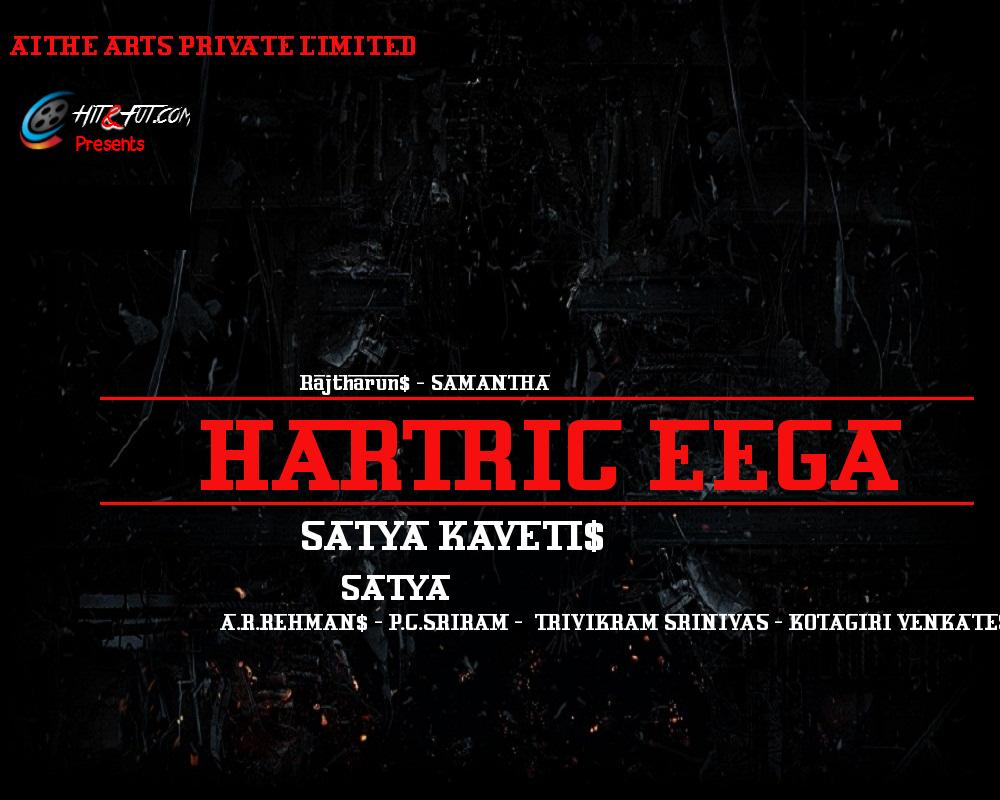 AITHE ARTS PRIVATE LIMITED
HIT&FUT.COM
Presents
Rajtharun$ - SAMANTHA
HARTRIC EEGA
SATYA KAVETI$
SATYA
A.R.REHMAN$ - P.C.SRIRAM - TRIVIKRAM SRINIVAS - KOTAGIRI VENKATES